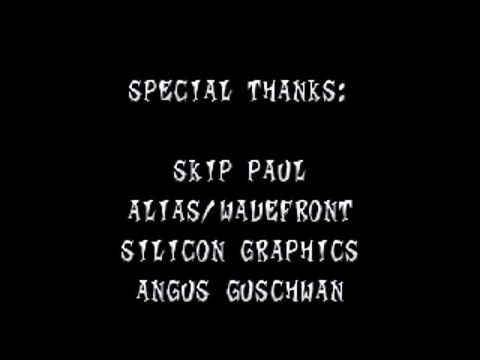 SPECIAL THANKS:
SKIP PAUL
ALIAS/WAVEFRONT
SILICON GRAPHICS
ANGUS GUSCHWAN